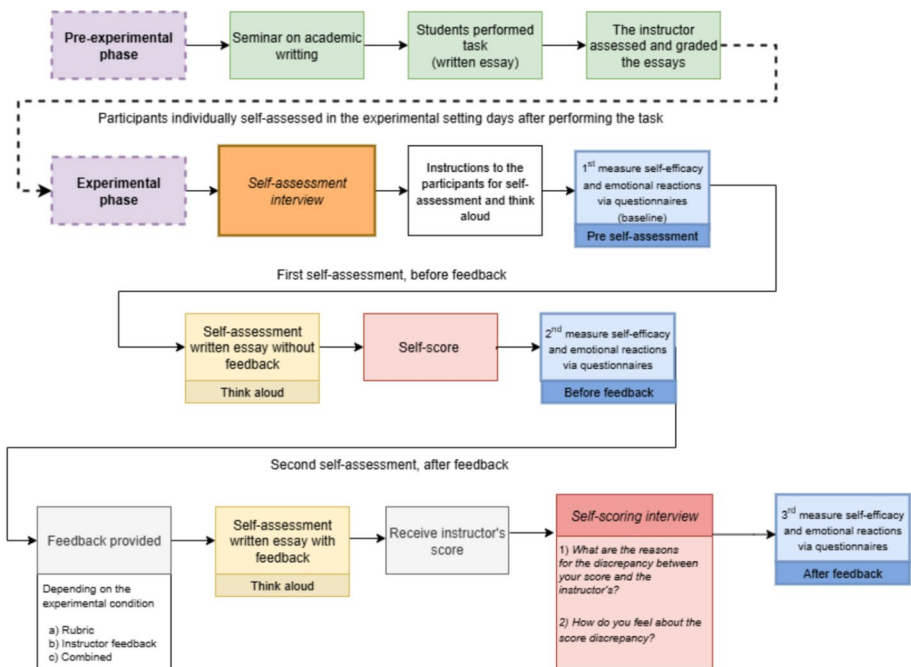 Pre-experimental
phase
Seminar on academic
writting
Students performed
task
(written essay)
The instructor
assessed and graded
the essays
Participants individually self-assessed in the experimental setting days after performing the task
Experimental
phase
Self-assessment
interview
Instructions to the
participants for self-
assessment and think
aloud
1st measure self-efficacy
and emotional reactions
via questionnaires
(baseline)
Pre self-assessment
First self-assessment, before feedback
Self-assessment
written essay without
feedback
Think aloud
Self-score
2nd measure self-efficacy
and emotional reactions
via questionnaires
Before feedback
Second self-assessment, after feedback
Feedback provided
Depending on the
experimental condition
a) Rubric
b) Instructor feedback
c) Combined
Self-assessment
written essay with
feedback
Think aloud
Receive instructor's
score
Self-scoring interview
1) What are the reasons
for the discrepancy between
your score and the
instructor's?
2) How do you feel about the
score discrepancy?
3rd measure self-efficacy
and emotional reactions
via questionnaires
After feedback